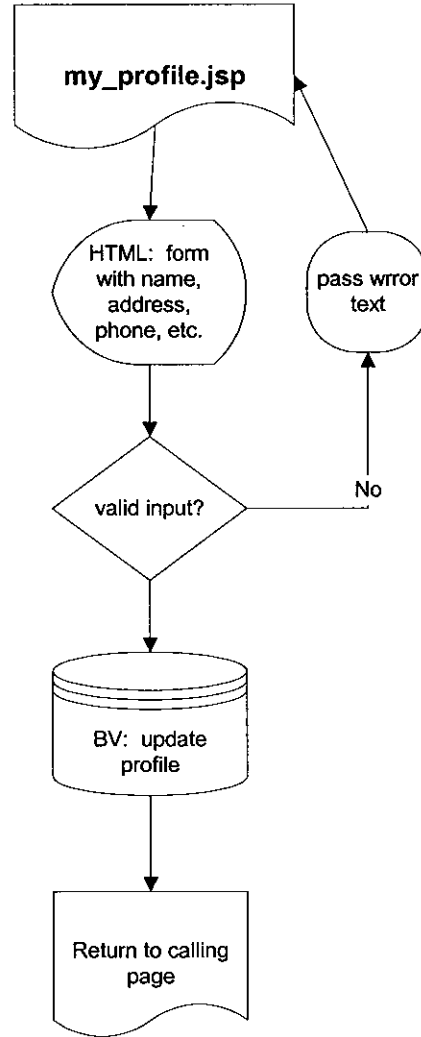 my_profile.jsp
HTML: form
with name,
address,
phone, etc.
pass wrror
text
valid input?
No
BV: update
profile
Return to calling
page